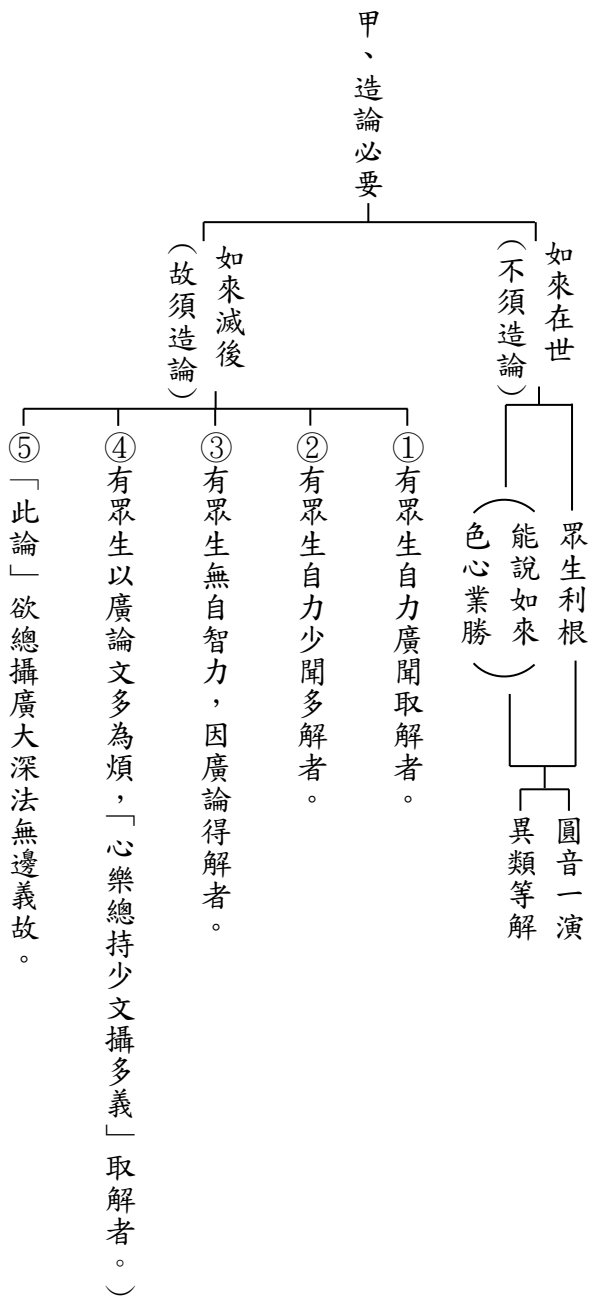 甲、造論必要
如來在世
（不須造論）
眾生利根
（能說如來
色心業勝）
圓音一演
異類等解
如來滅後
（故須造論）
①有眾生自力廣聞取解者。
②有眾生自力少聞多解者。
③有眾生無自智力，因廣論得解者。
④有眾生以廣論文多為煩，「心樂總持少文攝多義」取解者。）
⑤「此論」欲總攝廣大深法無邊義故。